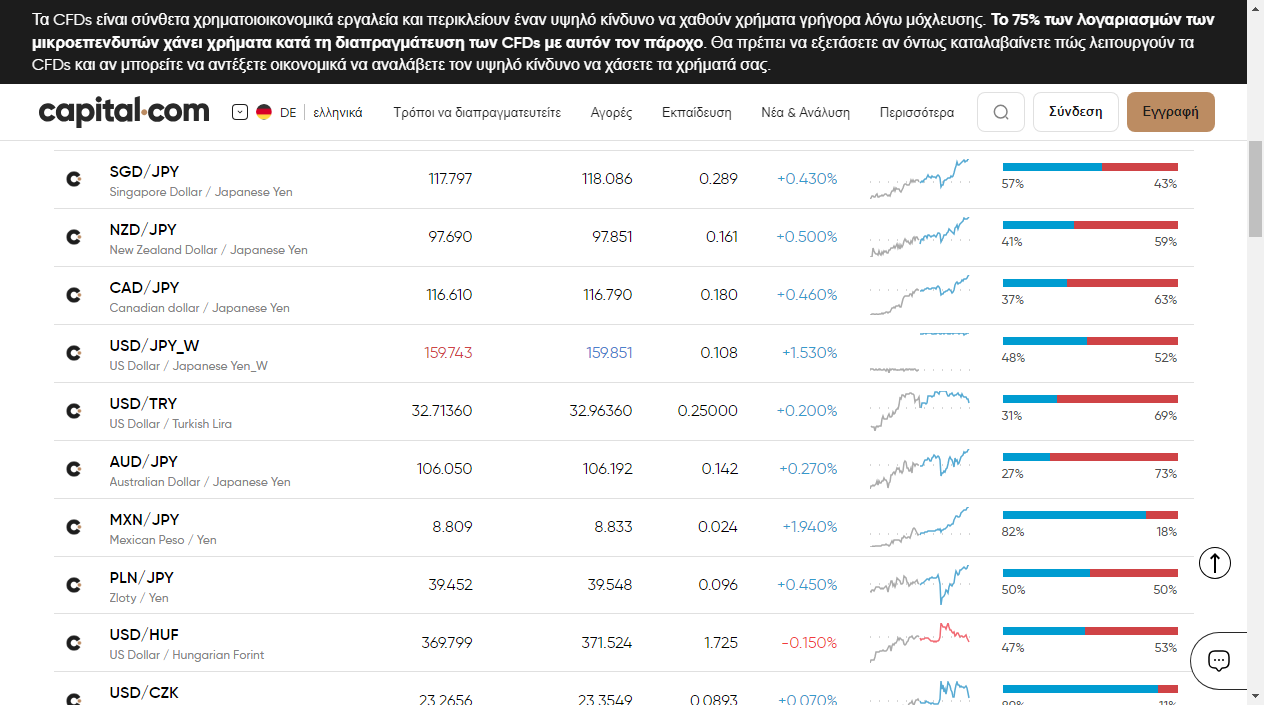 Τα CFDs είναι σύνθετα χρηματοιοικονομικά εργαλεία και περικλείουν έναν υψηλό κίνδυνο να χαθούν χρήματα γρήγορα λόγω μόχλευσης. Το 75% των λογαριασμών των
μικροεπενδυτών χάνει χρήματα κατά τη διαπραγμάτευση των CFDs με αυτόν τον πάροχο. Θα πρέπει να εξετάσετε αν όντως καταλαβαίνετε πώς λειτουργούν τα
CFDs και αν μπορείτε να αντέξετε οικονομικά να αναλάβετε τον υψηλό κίνδυνο να χάσετε τα χρήματά σας.
capital.com DE ελληνικά Τρόποι να διαπραγματευτείτε Αγορές Εκπαίδευση Νέα & Ανάλυση Περισσότερα Σύνδεση Εγγραφή
SGD/JPY 117.797 118.086 0.289 +0.430%
Singapore Dollar / Japanese Yen 57% 43%
NZD/JPY 97.690 97.851 0.161 +0.500%
New Zealand Dollar / Japanese Yen 41% 59%
CAD/JPY 116.610 116.790 0.180 +0.460%
Canadian dollar / Japanese Yen 37% 63%
USD/JPY_W 159.743 159.851 0.108 +1.530%
US Dollar / Japanese Yen_W 48% 52%
USD/TRY 32.71360 32.96360 0.25000 +0.200%
US Dollar / Turkish Lira 31% 69%
AUD/JPY 106.050 106.192 0.142 +0.270%
Australian Dollar / Japanese Yen 27% 73%
MXN/JPY 8.809 8.833 0.024 +1.940%
Mexican Peso / Yen 82% 18%
PLN/JPY 39.452 39.548 0.096 +0.450%
Zloty / Yen 50% 50%
USD/HUF 369.799 371.524 1.725 -0.150%
US Dollar / Hungarian Forint 47% 53%
USD/CZK 23.2656 23.3549 0.0893 +0.070%
11%